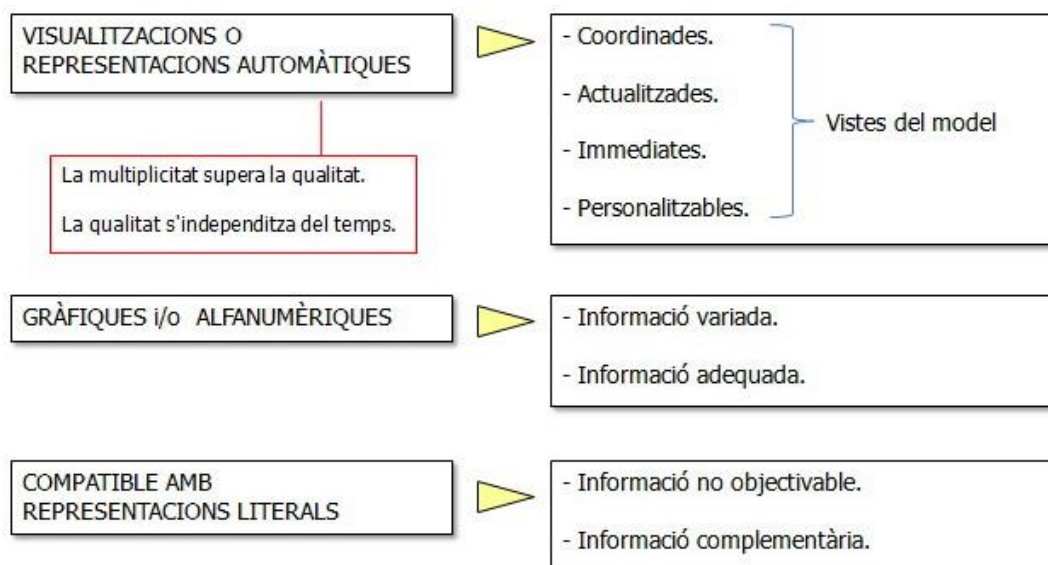 VISUALITZACIONS O
REPRESENTACIONS AUTOMÀTIQUES
La multiplicitat supera la qualitat.
La qualitat s'independitza del temps.
- Coordinades.
- Actualitzades.
- Immediates.
- Personalitzables.
Vistes del model
GRÀFIQUES i/o ALFANUMÈRIQUES
- Informació variada.
- Informació adequada.
COMPATIBLE AMB
REPRESENTACIONS LITERALS
- Informació no objectivable.
- Informació complementària.